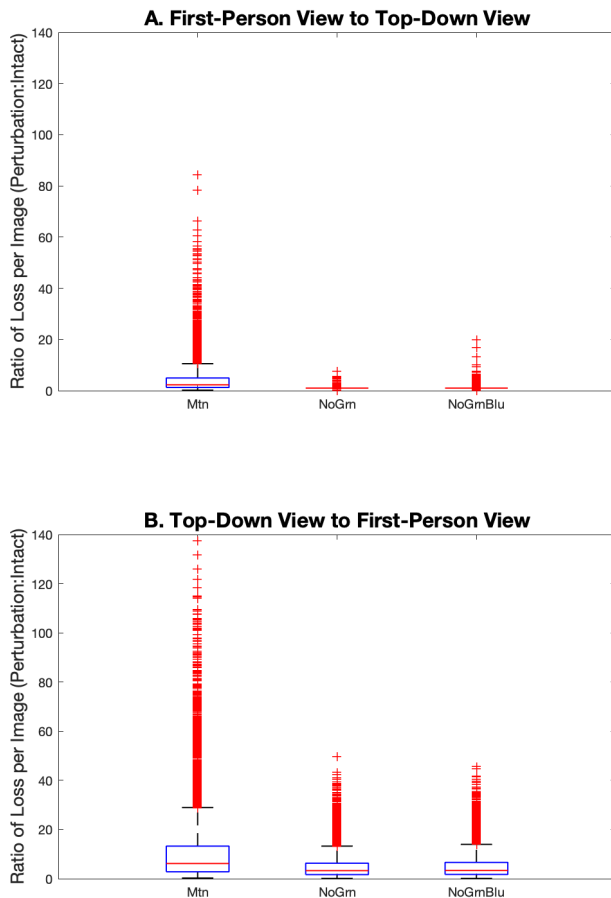 A. First-Person View to Top-Down View
Ratio of Loss per Image (Perturbation:Intact)
140
120
100
80
60
40
20
0
Mtn
NoGrn
NoGrnBlu
B. Top-Down View to First-Person View
Ratio of Loss per Image (Perturbation:Intact)
140
120
100
80
60
40
20
0
Mtn
NoGrn
NoGrnBlu